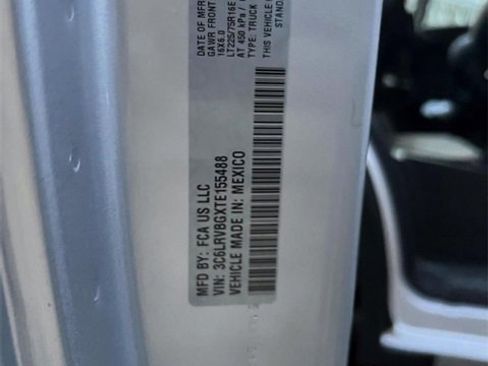 DATE OF MFR
GAWR FRONT
16X6.0
LT225/75R16E
AT 450 kPa /
TYPE: TRUCK
THIS VEHICLE
STAND
MFD BY: FCA US LLC
VIN: 3C6LRVBGXTE155488
VEHICLE MADE IN: MEXICO